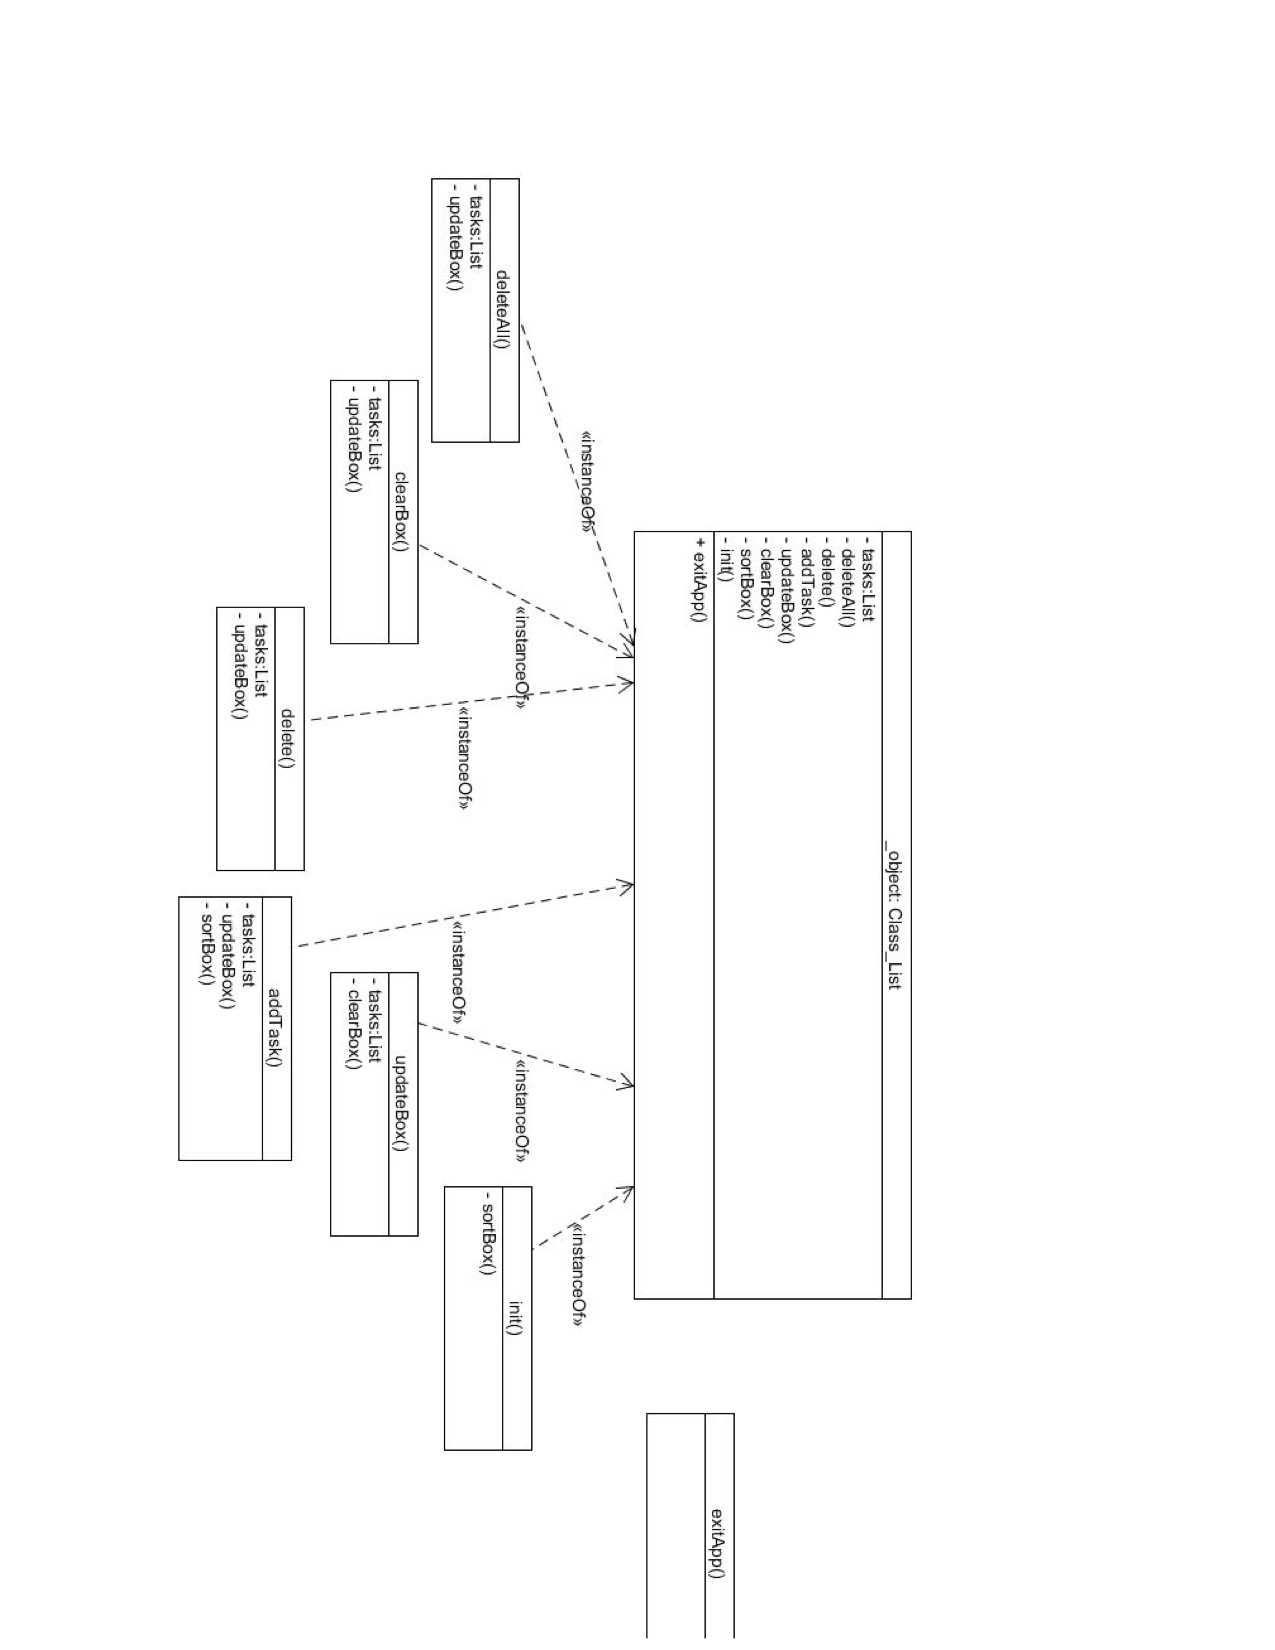 _object: Class_List
- tasks:List
- deleteAll()
- delete()
- addTask()
- updateBox()
- clearBox()
- sortBox()
- init()
+ exitApp()
«instanceOf»
«instanceOf»
«instanceOf»
«instanceOf»
«instanceOf»
«instanceOf»
deleteAll()
- tasks:List
- updateBox()
clearBox()
- tasks:List
- updateBox()
delete()
- tasks:List
- updateBox()
addTask()
- tasks:List
- updateBox()
- sortBox()
updateBox()
- tasks:List
- clearBox()
init()
- sortBox()
exitApp()